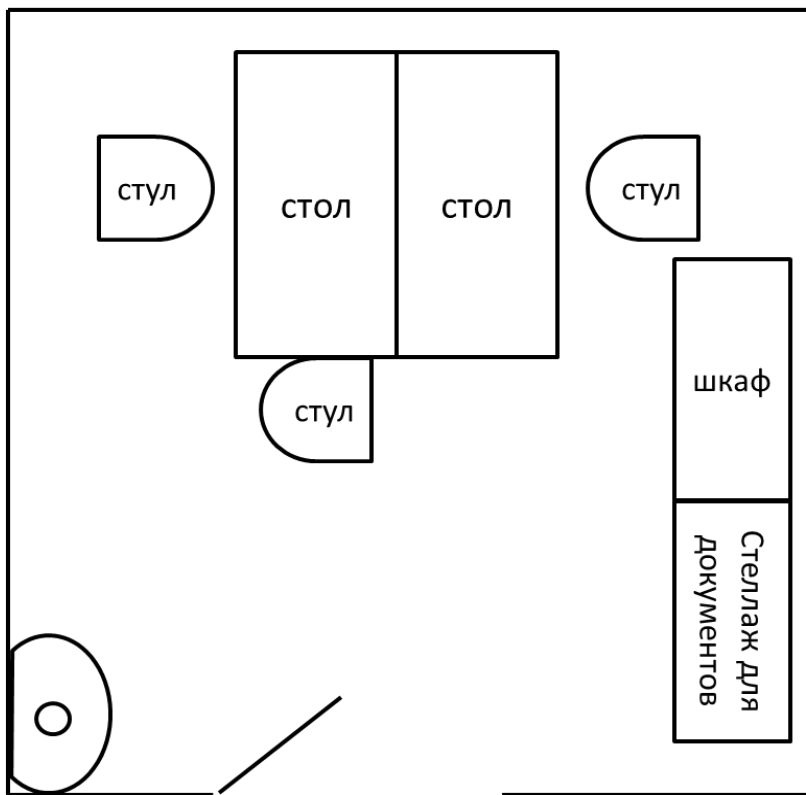 стул
стол
стол
стул
шкаф
стул
Стеллаж для
документов